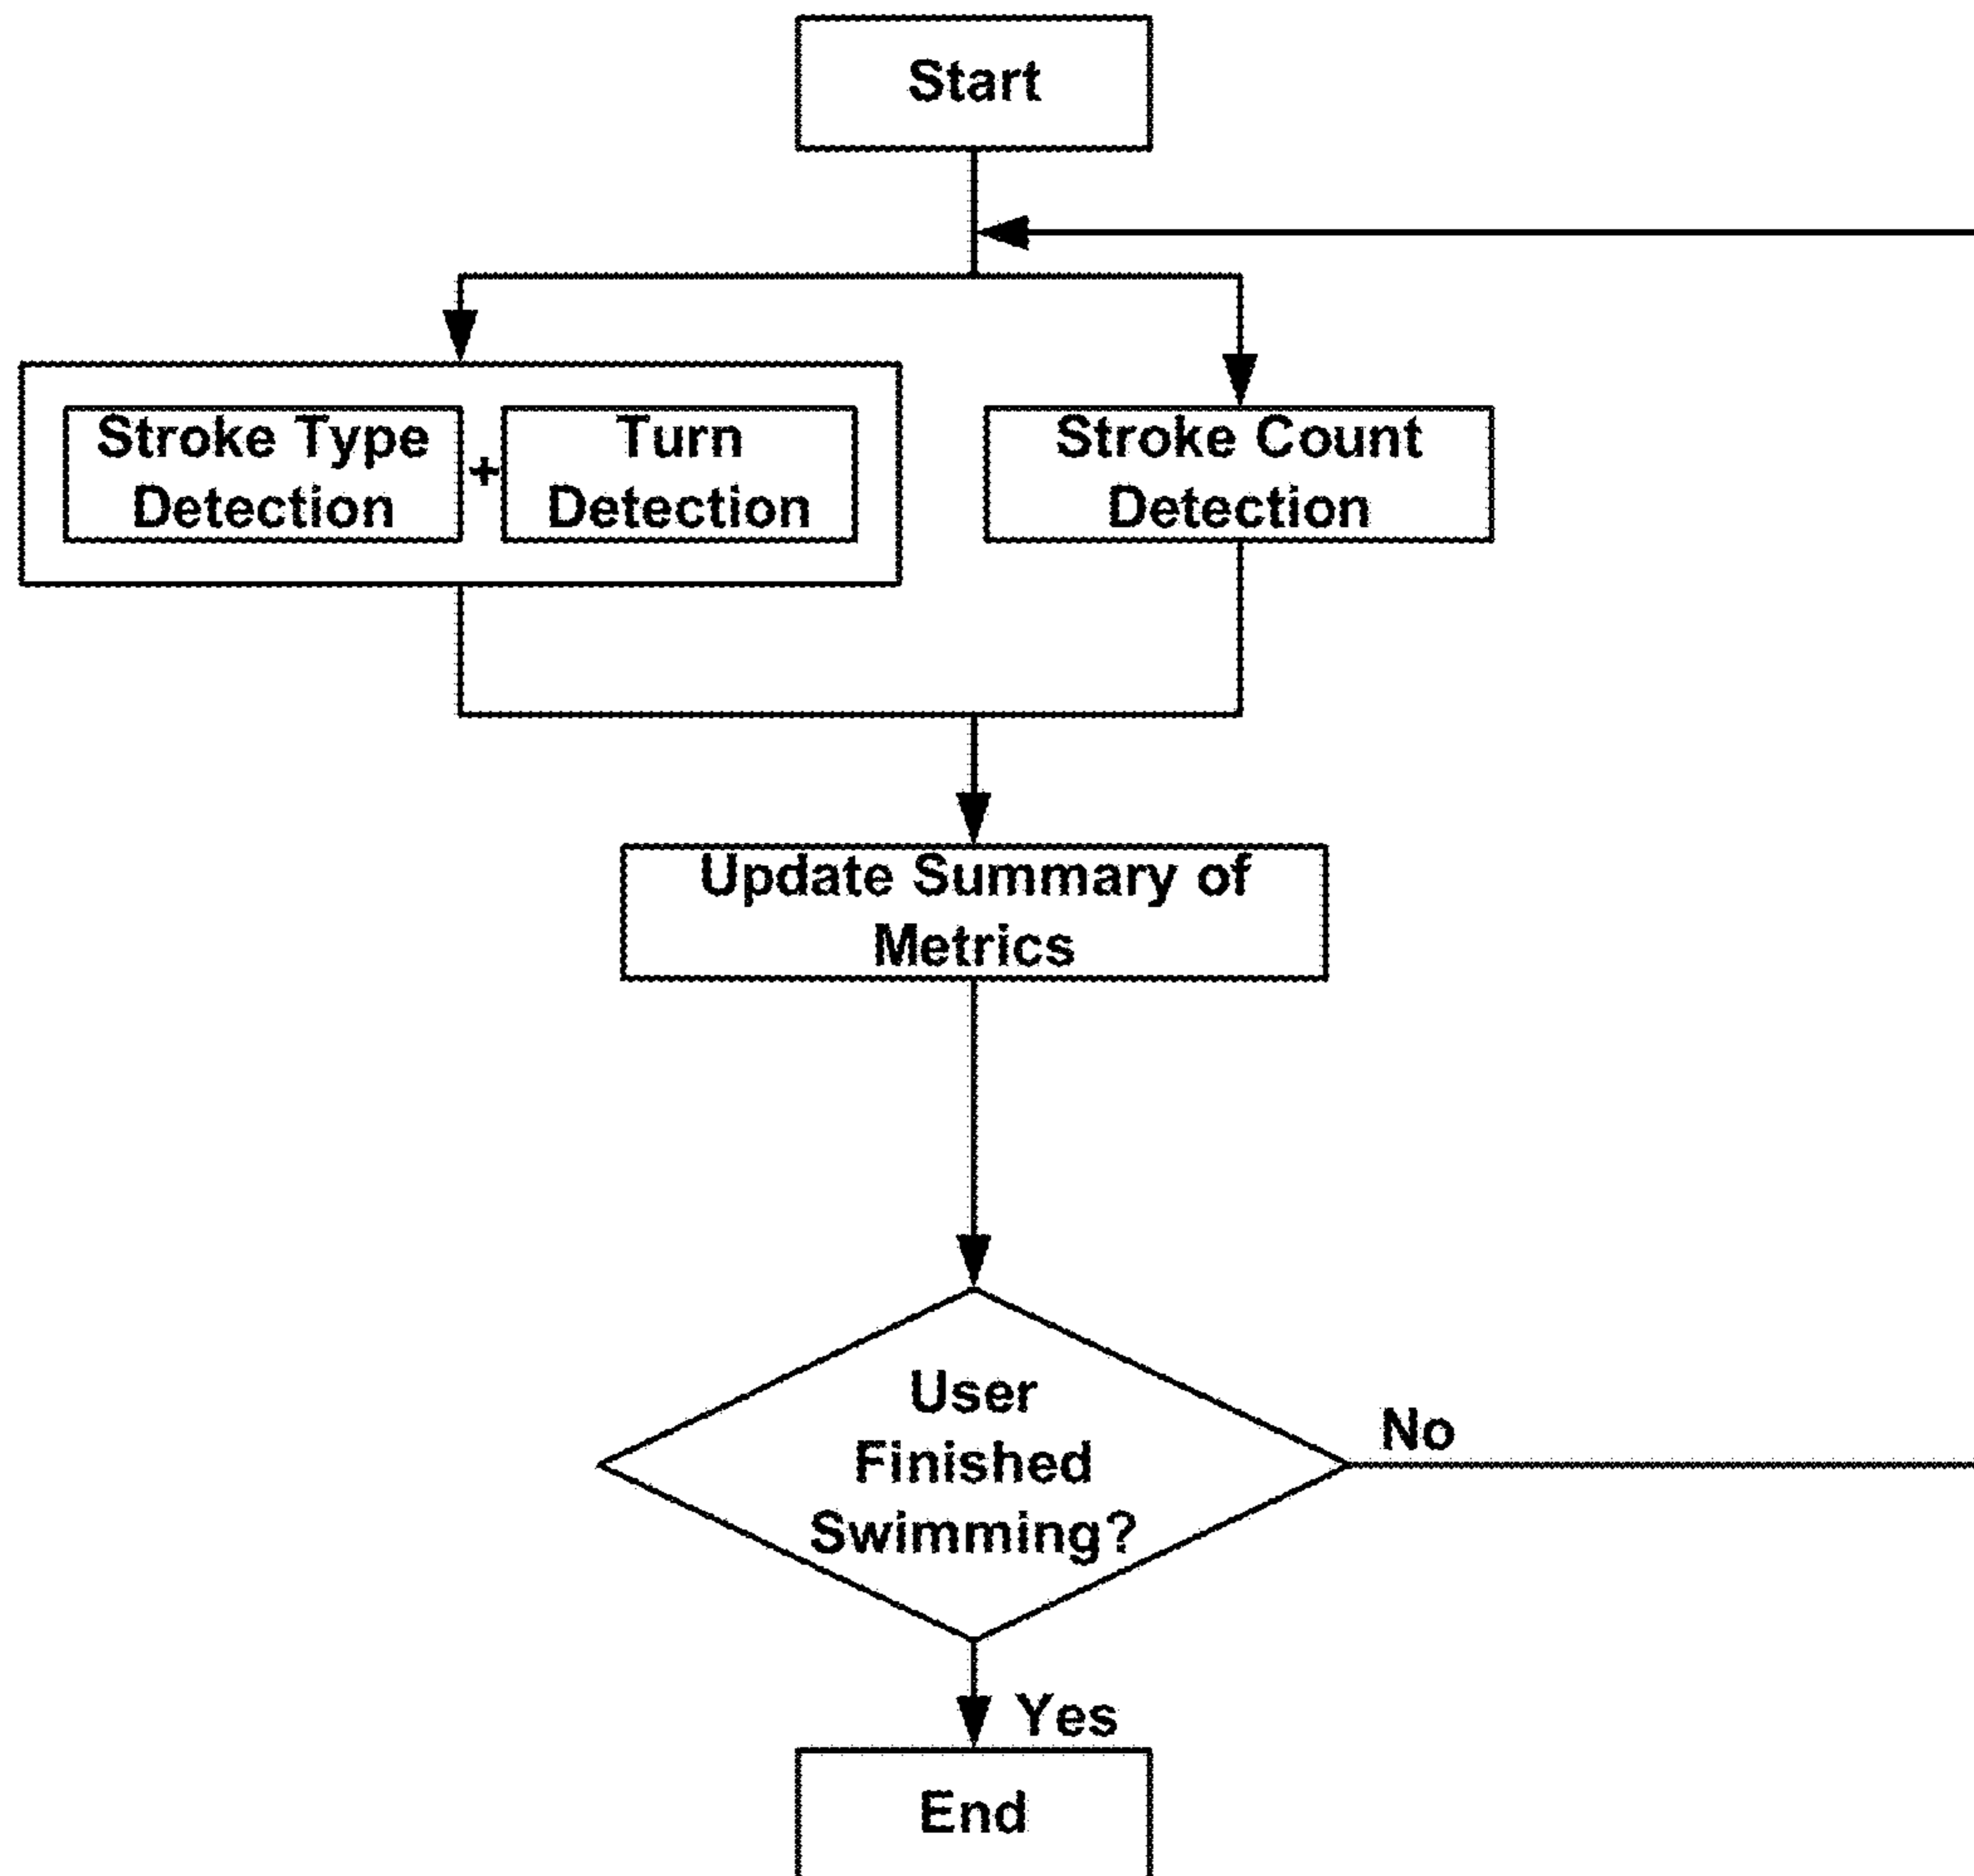 Start
Stroke Type
Detection
+
Turn
Detection
Stroke Count
Detection
Update Summary of
Metrics
User
Finished
Swimming?
No
Yes
End